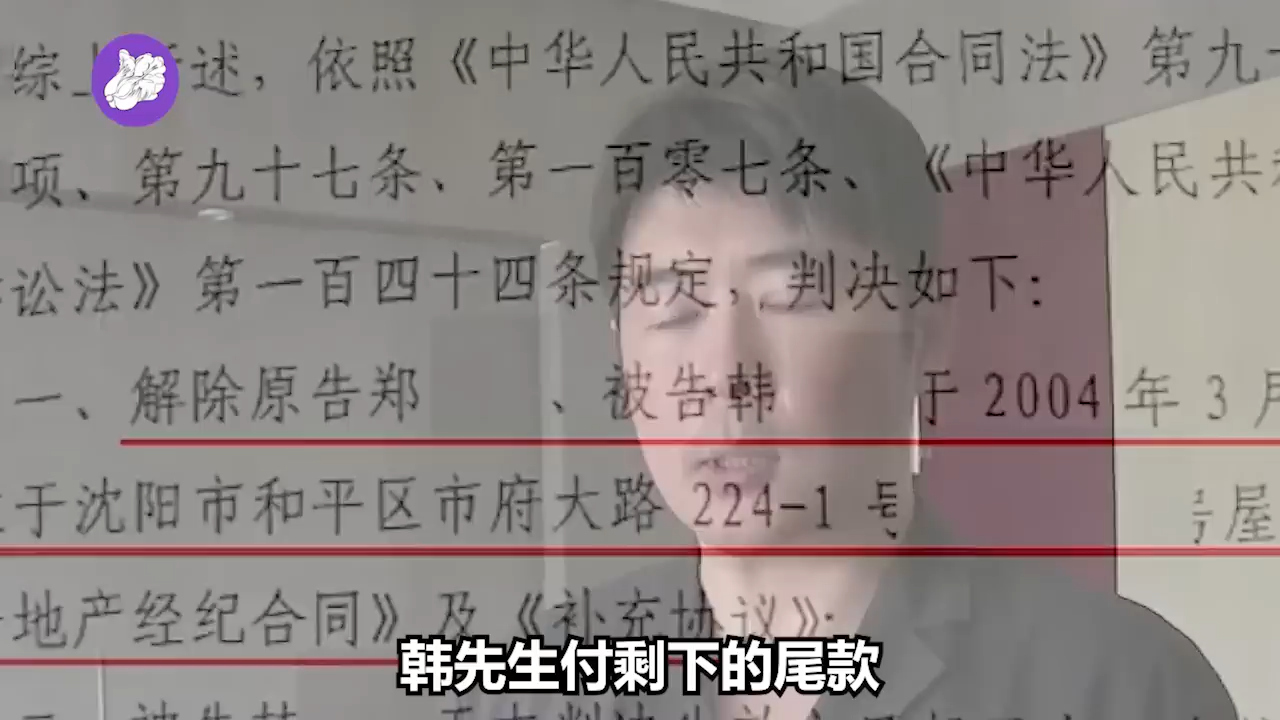 综上所述，依照《中华人民共和国合同法》第九
项、第九十七条、第一百零七条、《中华人民共
讼法》第一百四十四条规定，判决如下：
一、解除原告郑 、被告韩 于2004年3月
于沈阳市和平区市府大路224-1号 屋
地产经纪合同》及《补充协议》；
韩先生付剩下的尾款